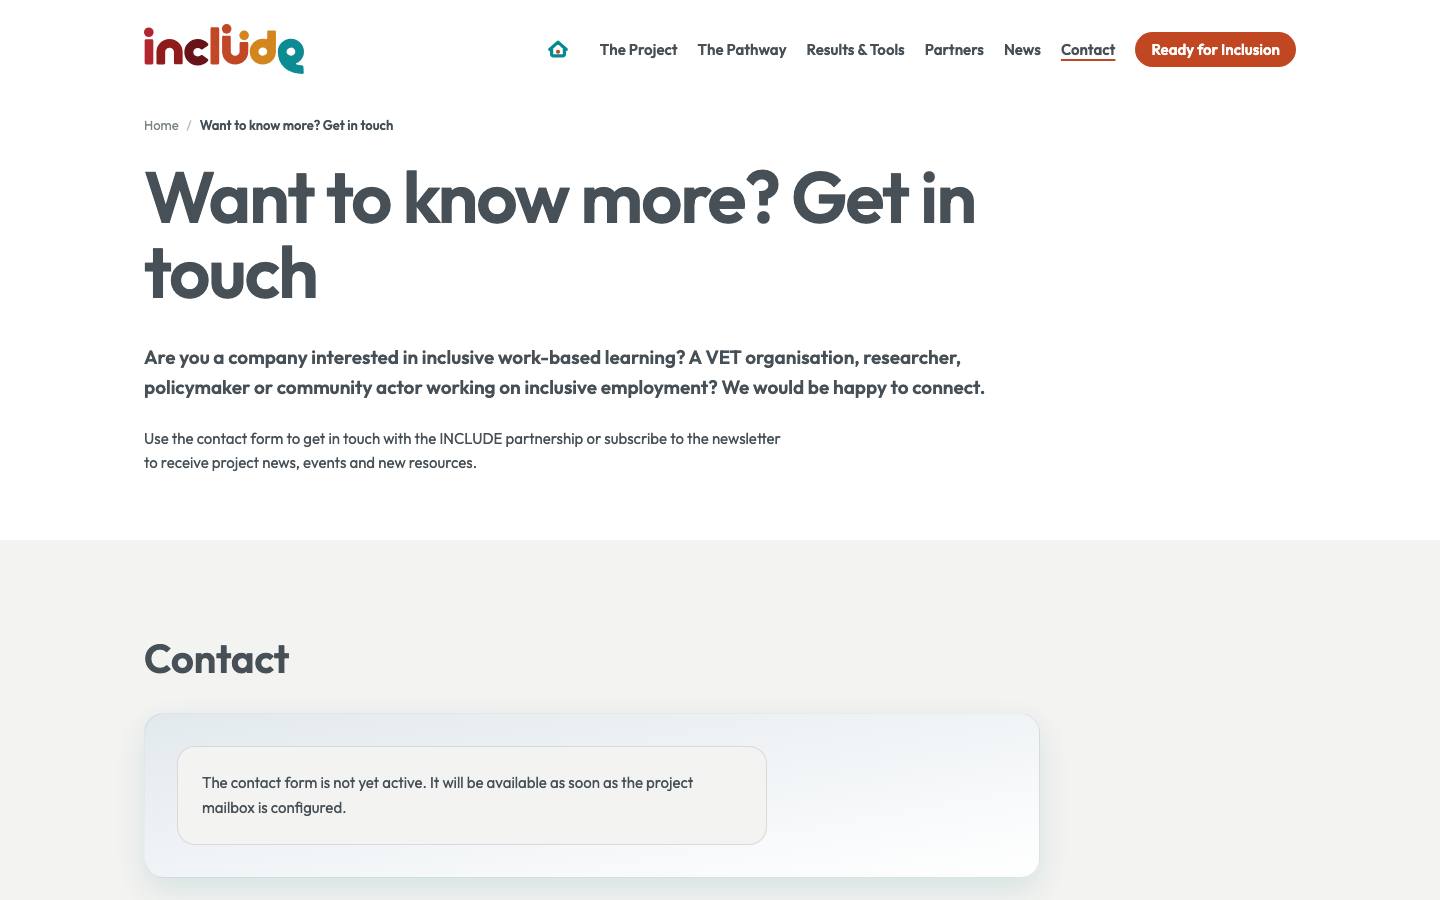 include
The Project
The Pathway
Results & Tools
Partners
News
Contact
Ready for Inclusion
Home / Want to know more? Get in touch
Want to know more? Get in
touch
Are you a company interested in inclusive work-based learning? A VET organisation, researcher,
policymaker or community actor working on inclusive employment? We would be happy to connect.
Use the contact form to get in touch with the INCLUDE partnership or subscribe to the newsletter
to receive project news, events and new resources.
Contact
The contact form is not yet active. It will be available as soon as the project
mailbox is configured.